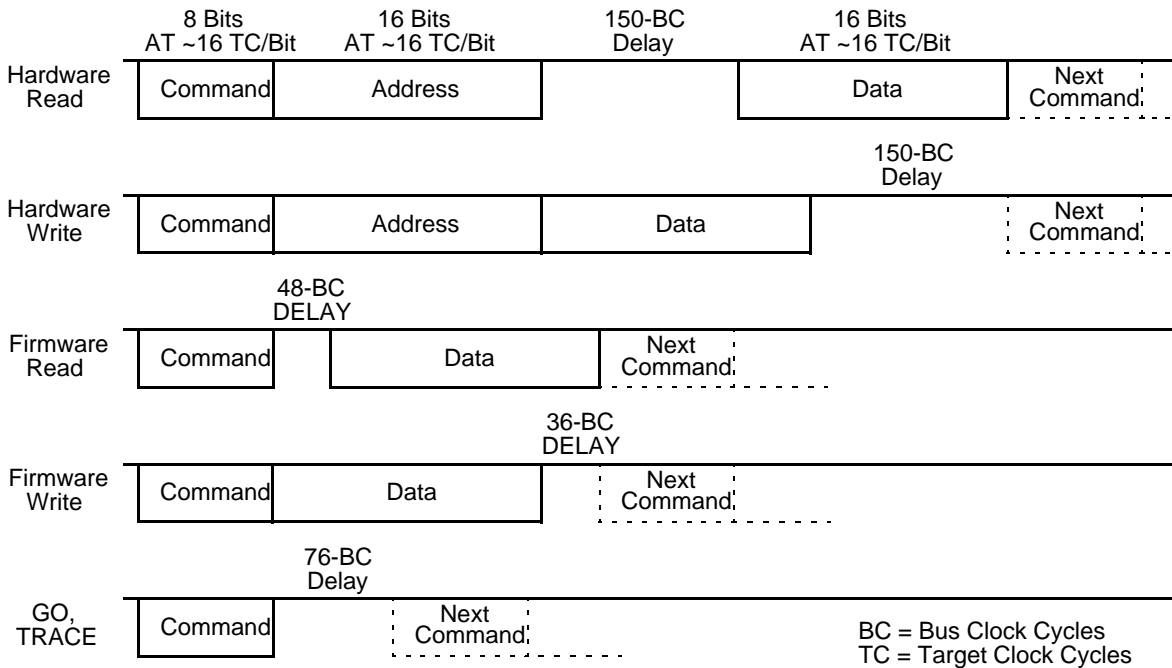 8 Bits
AT ~16 TC/Bit
16 Bits
AT ~16 TC/Bit
150-BC
Delay
16 Bits
AT ~16 TC/Bit
Hardware
Read
Command
Address
Data
Next
Command
150-BC
Delay
Hardware
Write
Command
Address
Data
Next
Command
48-BC
DELAY
Firmware
Read
Command
Data
Next
Command
36-BC
DELAY
Firmware
Write
Command
Data
Next
Command
76-BC
Delay
GO,
TRACE
Command
Next
Command
BC = Bus Clock Cycles
TC = Target Clock Cycles